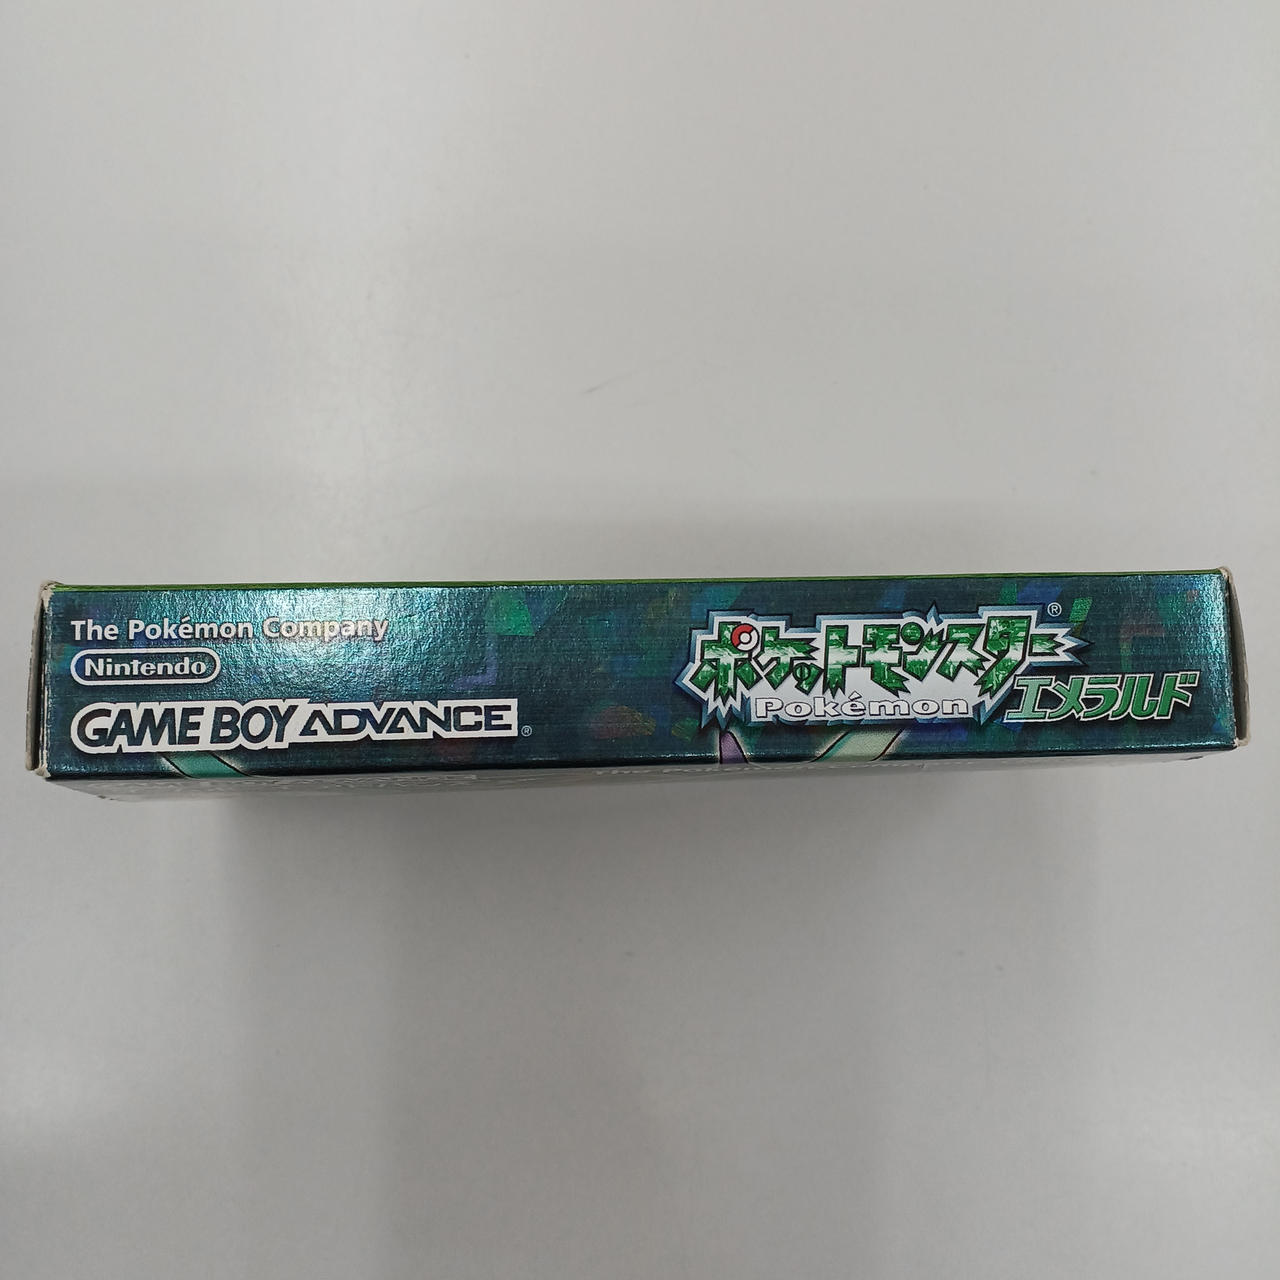 The Pokémon Company
Nintendo
GAME BOY ADVANCE®
ポケットモンスター®
Pokémon
エメラルド